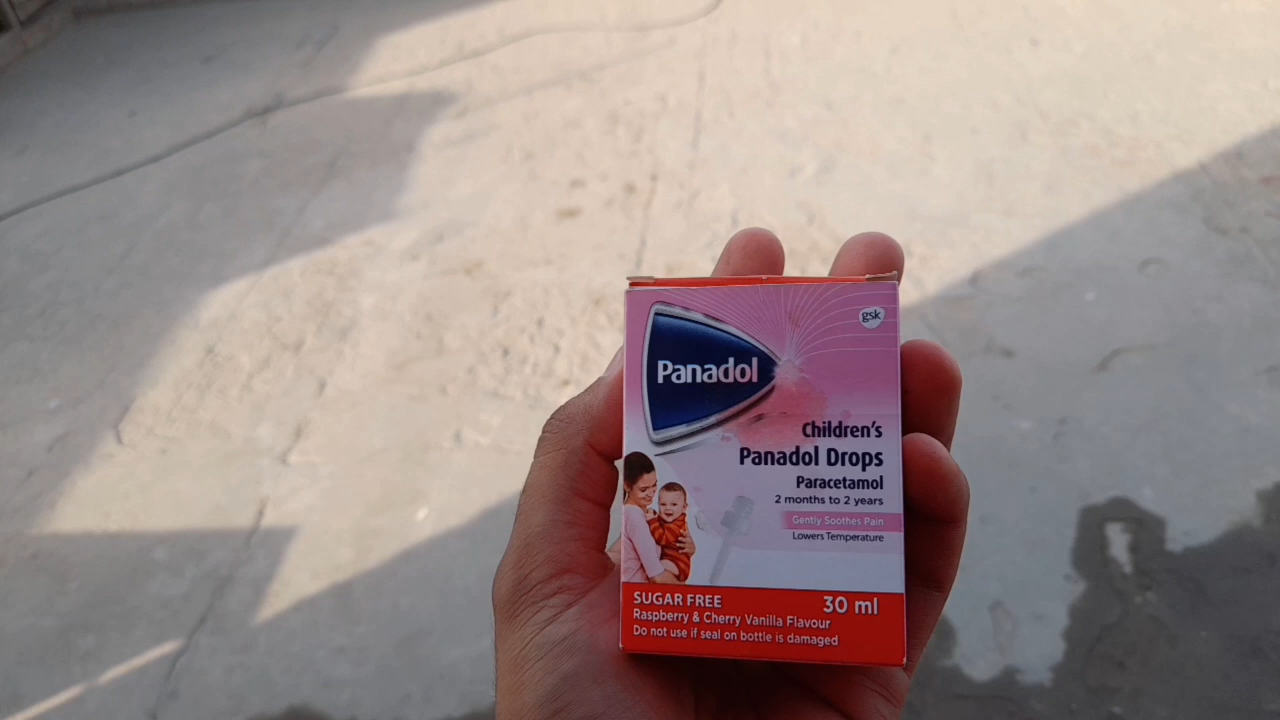 gsk
Panadol
Children's
Panadol Drops
Paracetamol
2 months to 2 years
Gently Soothes Pain
Lowers Temperature
SUGAR FREE
30 ml
Raspberry & Cherry Vanilla Flavour
Do not use if seal on bottle is damaged